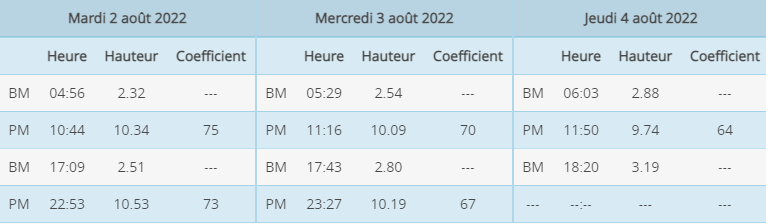 Mardi 2 août 2022 Mercredi 3 août 2022 Jeudi 4 août 2022
Heure Hauteur Coefficient Heure Hauteur Coefficient Heure Hauteur Coefficient
BM 04:56 2.32 --- BM 05:29 2.54 --- BM 06:03 2.88 ---
PM 10:44 10.34 75 PM 11:16 10.09 70 PM 11:50 9.74 64
BM 17:09 2.51 --- BM 17:43 2.80 --- BM 18:20 3.19 ---
PM 22:53 10.53 73 PM 23:27 10.19 67 --- --:-- --- ---